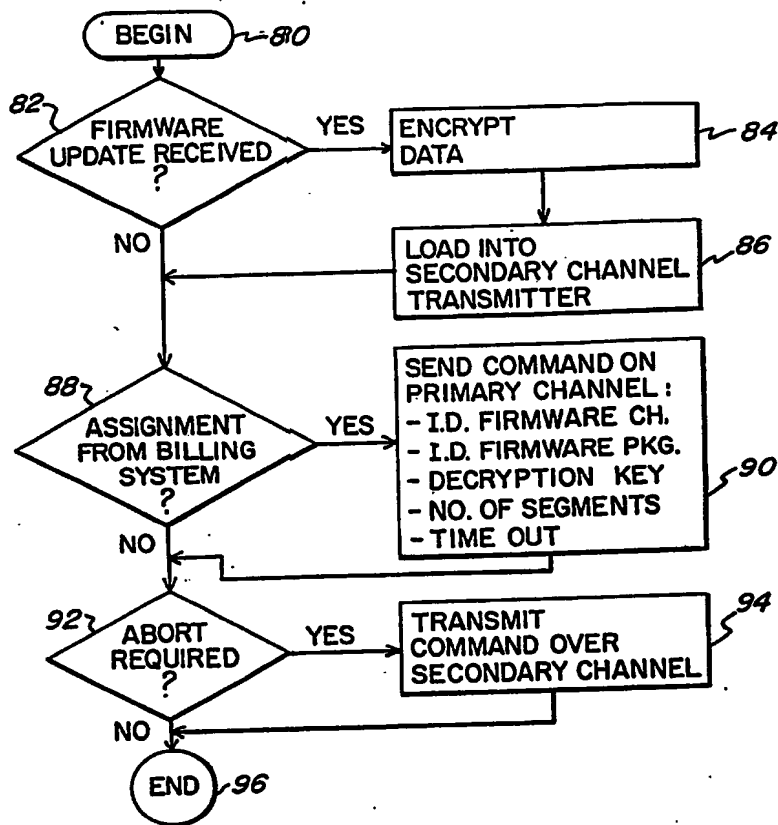 BEGIN
80
82
FIRMWARE
UPDATE RECEIVED
?
YES
ENCRYPT
DATA
84
NO
LOAD INTO
SECONDARY CHANNEL
TRANSMITTER
86
88
ASSIGNMENT
FROM BILLING
SYSTEM
?
YES
SEND COMMAND ON
PRIMARY CHANNEL :
- I.D. FIRMWARE CH.
- I.D. FIRMWARE PKG.
- DECRYPTION KEY
- NO. OF SEGMENTS
- TIME OUT
90
NO
92
ABORT
REQUIRED
?
YES
TRANSMIT
COMMAND OVER
SECONDARY CHANNEL
94
NO
END
96